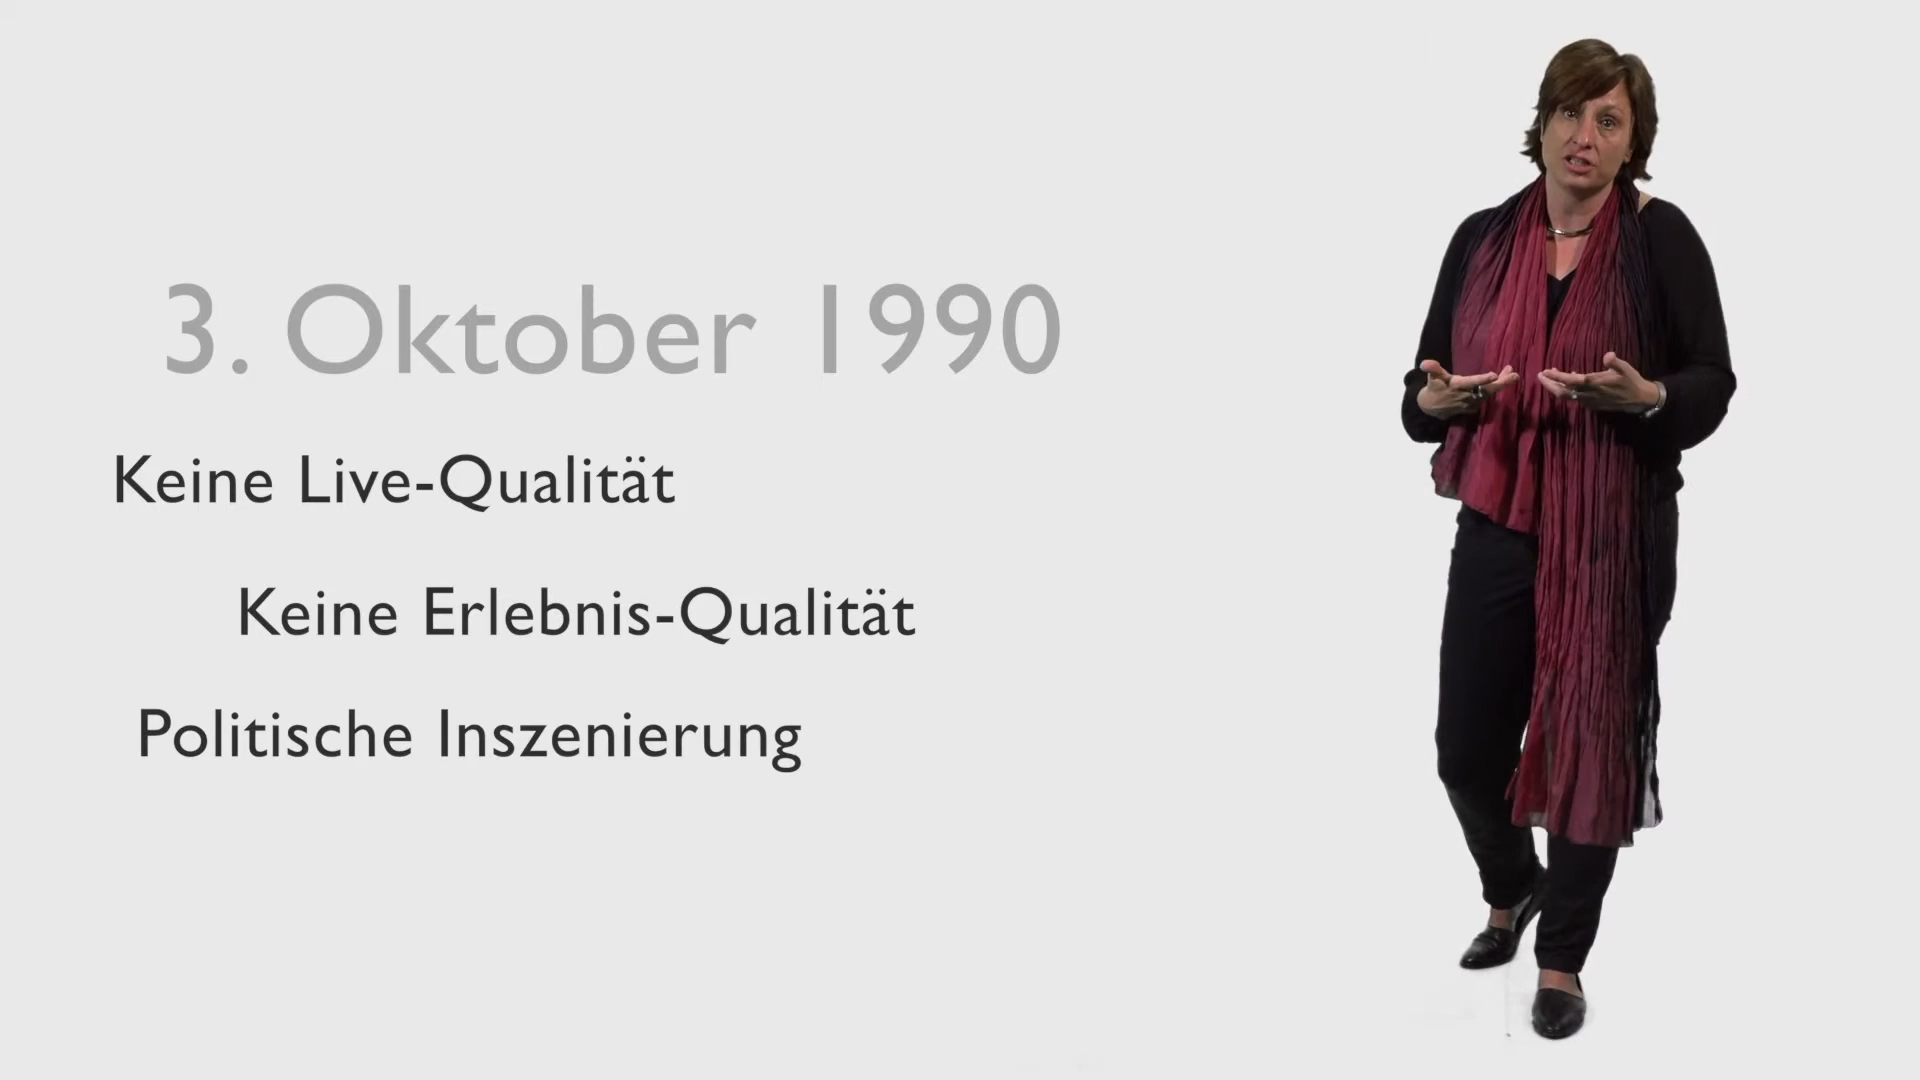 3. Oktober 1990
Keine Live-Qualität
Keine Erlebnis-Qualität
Politische Inszenierung